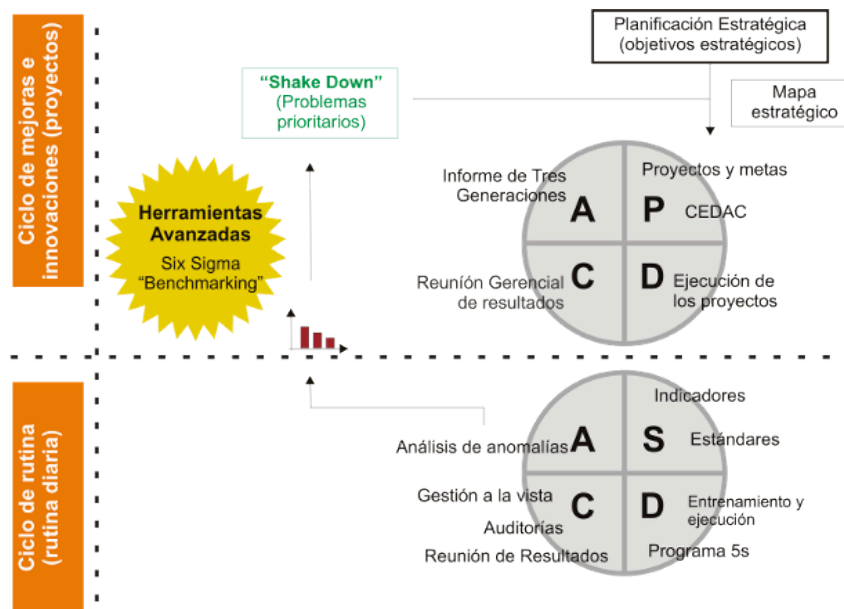 Ciclo de mejoras e
innovaciones (proyectos)
Planificación Estratégica
(objetivos estratégicos)
“Shake Down”
(Problemas
prioritarios)
Mapa
estratégico
Herramientas
Avanzadas
Six Sigma
“Benchmarking”
Informe de Tres
Generaciones
A
P
Proyectos y metas
CEDAC
Reuníón Gerencial
de resultados
C
D
Ejecución de
los proyectos
Ciclo de rutina
(rutina diaria)
Indicadores
Análisis de anomalías
A
S
Estándares
Gestión a la vista
Auditorías
Reunión de Resultados
C
D
Entrenamiento y
ejecución
Programa 5s